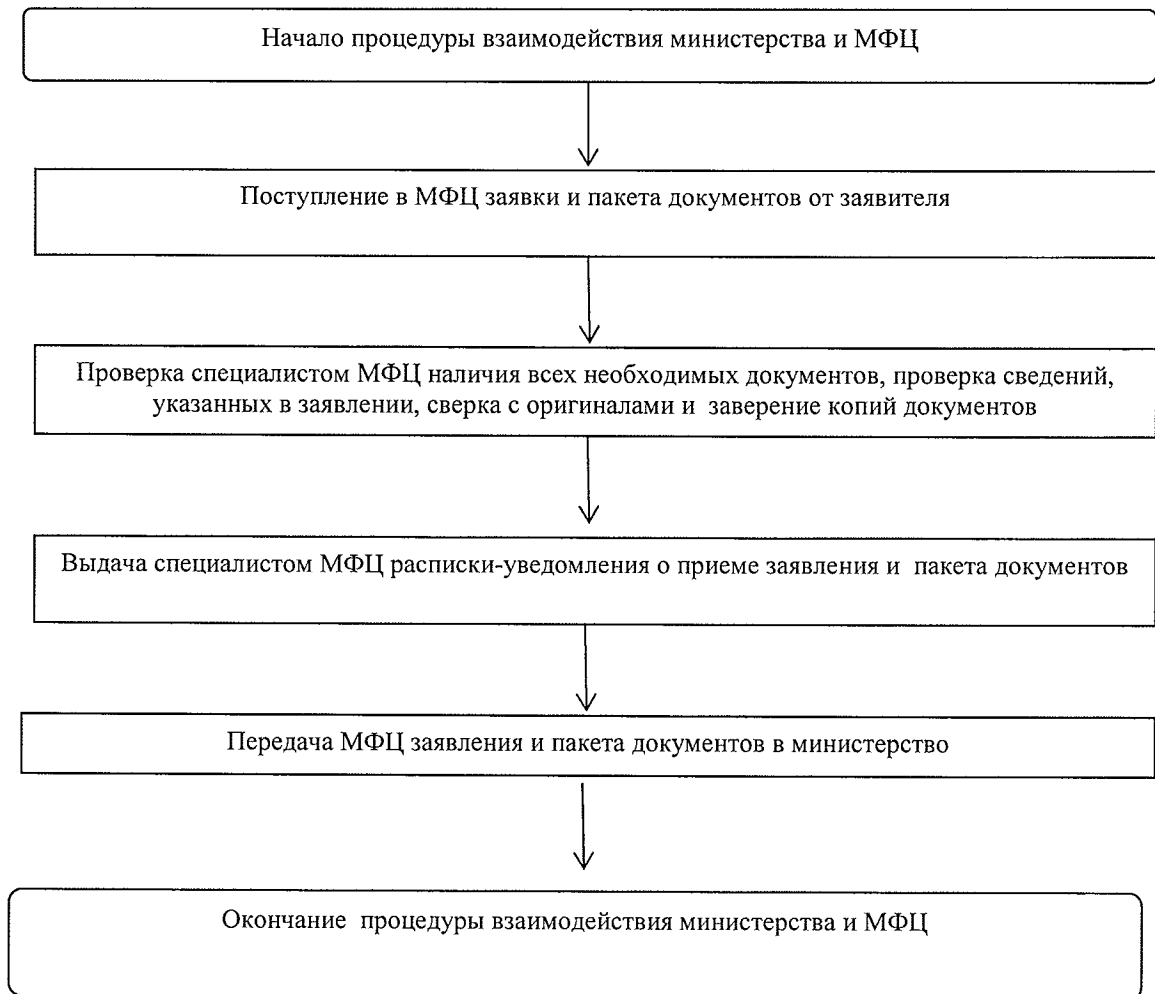 Начало процедуры взаимодействия министерства и МФЦ
Поступление в МФЦ заявки и пакета документов от заявителя
Проверка специалистом МФЦ наличия всех необходимых документов, проверка сведений,
указанных в заявлении, сверка с оригиналами и заверение копий документов
Выдача специалистом МФЦ расписки-уведомления о приеме заявления и пакета документов
Передача МФЦ заявления и пакета документов в министерство
Окончание процедуры взаимодействия министерства и МФЦ